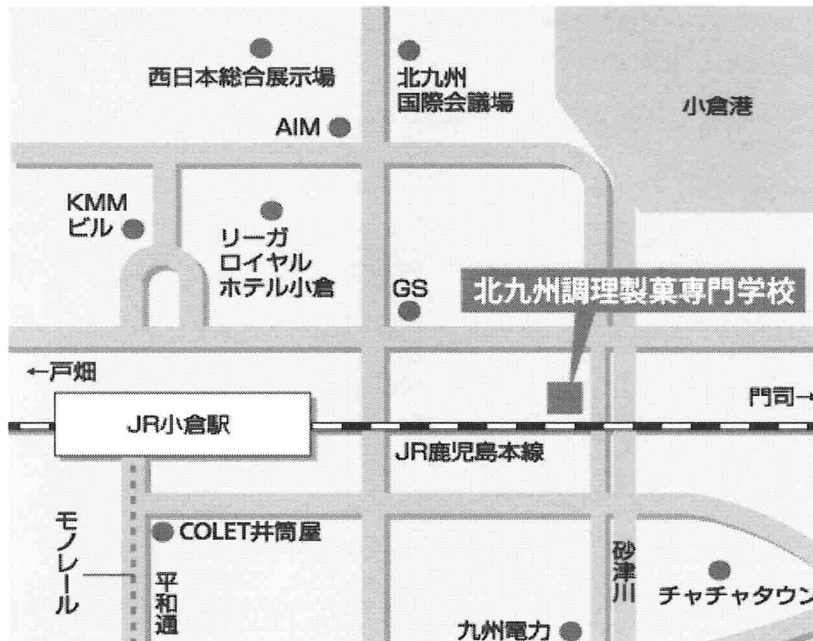 西日本総合展示場
北九州
国際会議場
小倉港
AIM
KMM
ビル
リーガ
ロイヤル
ホテル小倉
GS
北九州調理製菓専門学校
←戸畑
門司→
JR小倉駅
JR鹿児島本線
モノレール
COLET井筒屋
平和通
砂津川
チャチャタウン
九州電力